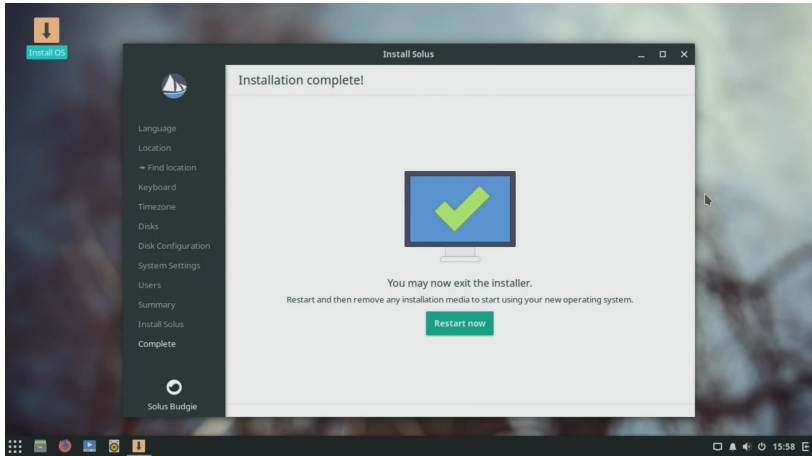 Install OS
Install Solus
Installation complete!
Language
Location
↠ Find location
Keyboard
Timezone
Disks
Disk Configuration
System Settings
Users
Summary
Install Solus
Complete
Solus Budgie
You may now exit the installer.
Restart and then remove any installation media to start using your new operating system.
Restart now
15:58